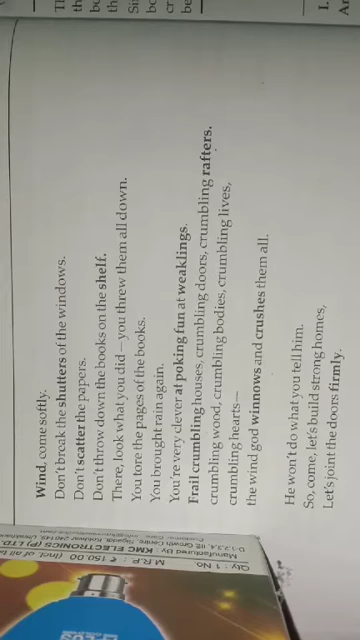 Wind, come softly.
Don't break the shutters of the windows.
Don't scatter the papers.
Don't throw down the books on the shelf.
There, look what you did — you threw them all down.
You tore the pages of the books.
You brought rain again.
You're very clever at poking fun at weaklings.
Frail crumbling houses, crumbling doors, crumbling rafters,
crumbling wood, crumbling bodies, crumbling lives,
crumbling hearts—
the wind god winnows and crushes them all.
He won't do what you tell him.
So, come, let's build strong homes,
Let's joint the doors firmly.
Qty : 1 No. M.R.P. : ₹ 150.00 (Incl. of all
Manufactured By : KMC ELECTRONICS (P) LTD.